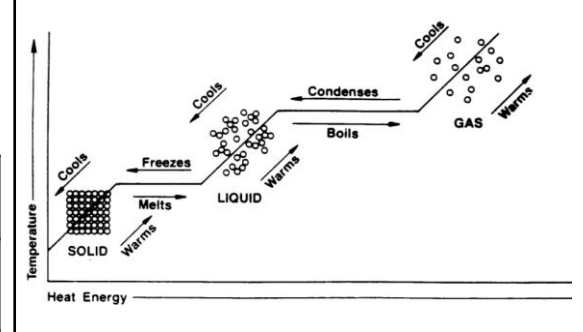 Cools
Condenses
Boils
GAS
Warms
Cools
Freezes
Melts
LIQUID
Warms
Cools
SOLID
Warms
Temperature
Heat Energy